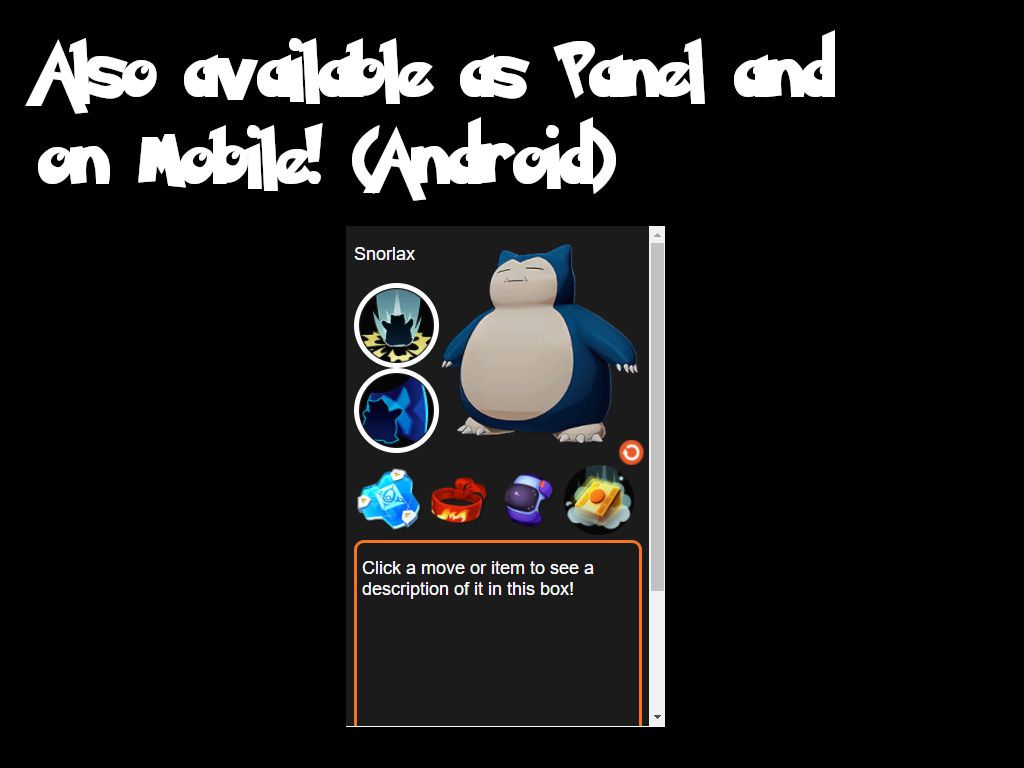 Also available as Panel and
on Mobile! (Android)
Snorlax
Click a move or item to see a
description of it in this box!